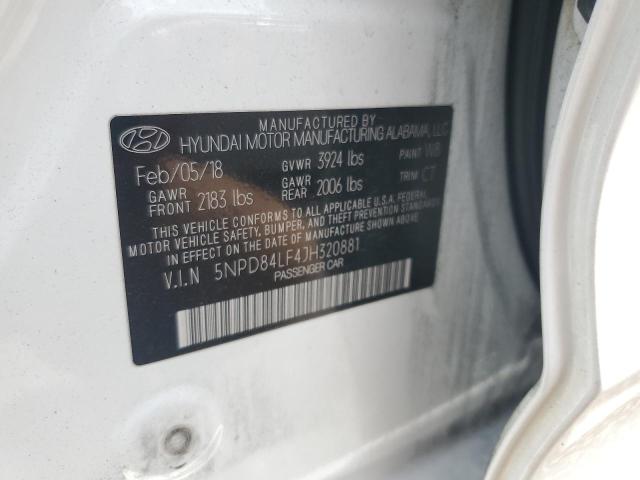 MANUFACTURED BY
HYUNDAI MOTOR MANUFACTURING ALABAMA, LLC
Feb/05/18 GVWR 3924 lbs PAINT W8
GAWR FRONT 2183 lbs GAWR REAR 2006 lbs TRIM CT
THIS VEHICLE CONFORMS TO ALL APPLICABLE U.S.A. FEDERAL
MOTOR VEHICLE SAFETY, BUMPER, AND THEFT PREVENTION STANDARDS
IN EFFECT ON THE DATE OF MANUFACTURE SHOWN ABOVE.
V.I.N 5NPD84LF4JH320881
PASSENGER CAR